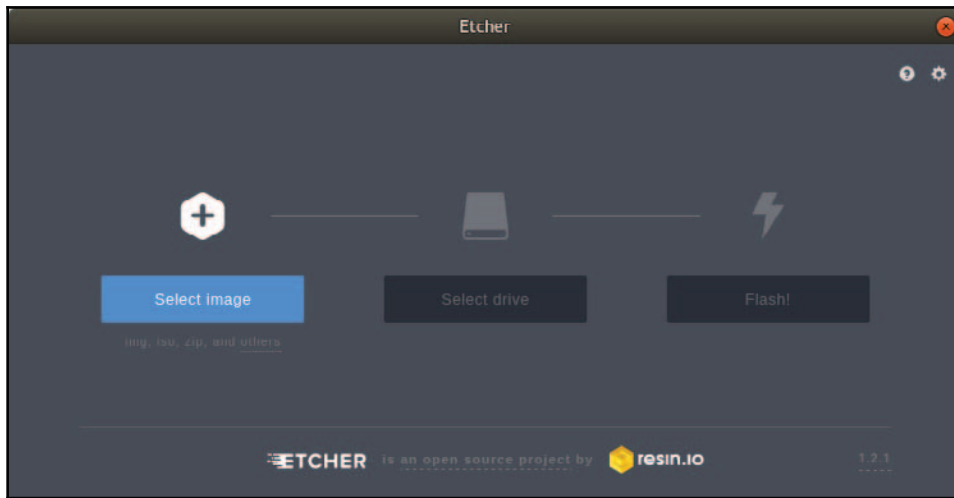 Etcher
Select image
Select drive
Flash!
img, iso, zip, and others
ETCHER is an open source project by resin.io
1.2.1